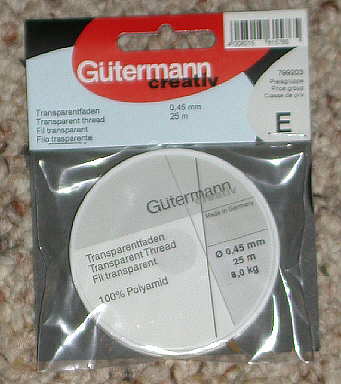 Gütermann
creativ
Transparentfaden
Transparent thread
Fil transparent
Filo trasparente
0,45 mm
25 m
799203
Preisgruppe
Price group
Classe de prix
E
Gütermann
creativ
Made in Germany
Transparentfaden
Transparent Thread
Fil transparent
100% Polyamid
Ø 0,45 mm
25 m
8,0 kg